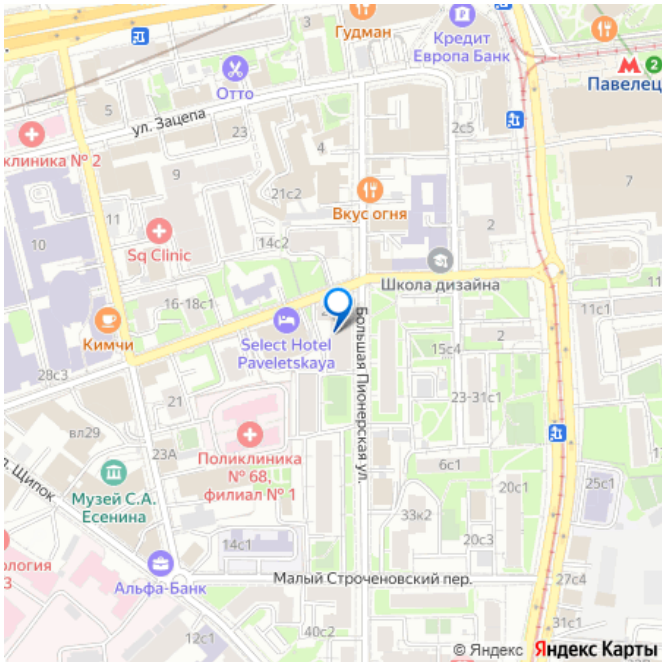 Гудман
Кредит
Европа Банк
2
Павелец
Отто
5
ул. Зацепа
23
2с5
4
клиника № 2
9
7
21с2
Вкус огня
11
2
10
14с2
Sq Clinic
Школа дизайна
16-18с1
11с1
Кимчи
Select Hotel
Paveletskaya
2
15с4
28с3
Большая Пионерская ул.
21
23-31с1
вл29
23А
Поликлиника
№ 68,
филиал № 1
6с1
л. Щипок
Музей С.А.
Есенина
20с1
25с1
33к2
14с1
20с3
ология
3
Альфа-Банк
Малый Строченовский пер.
27с4
12с1
40с2
31с1
© Яндекс Яндекс Карты